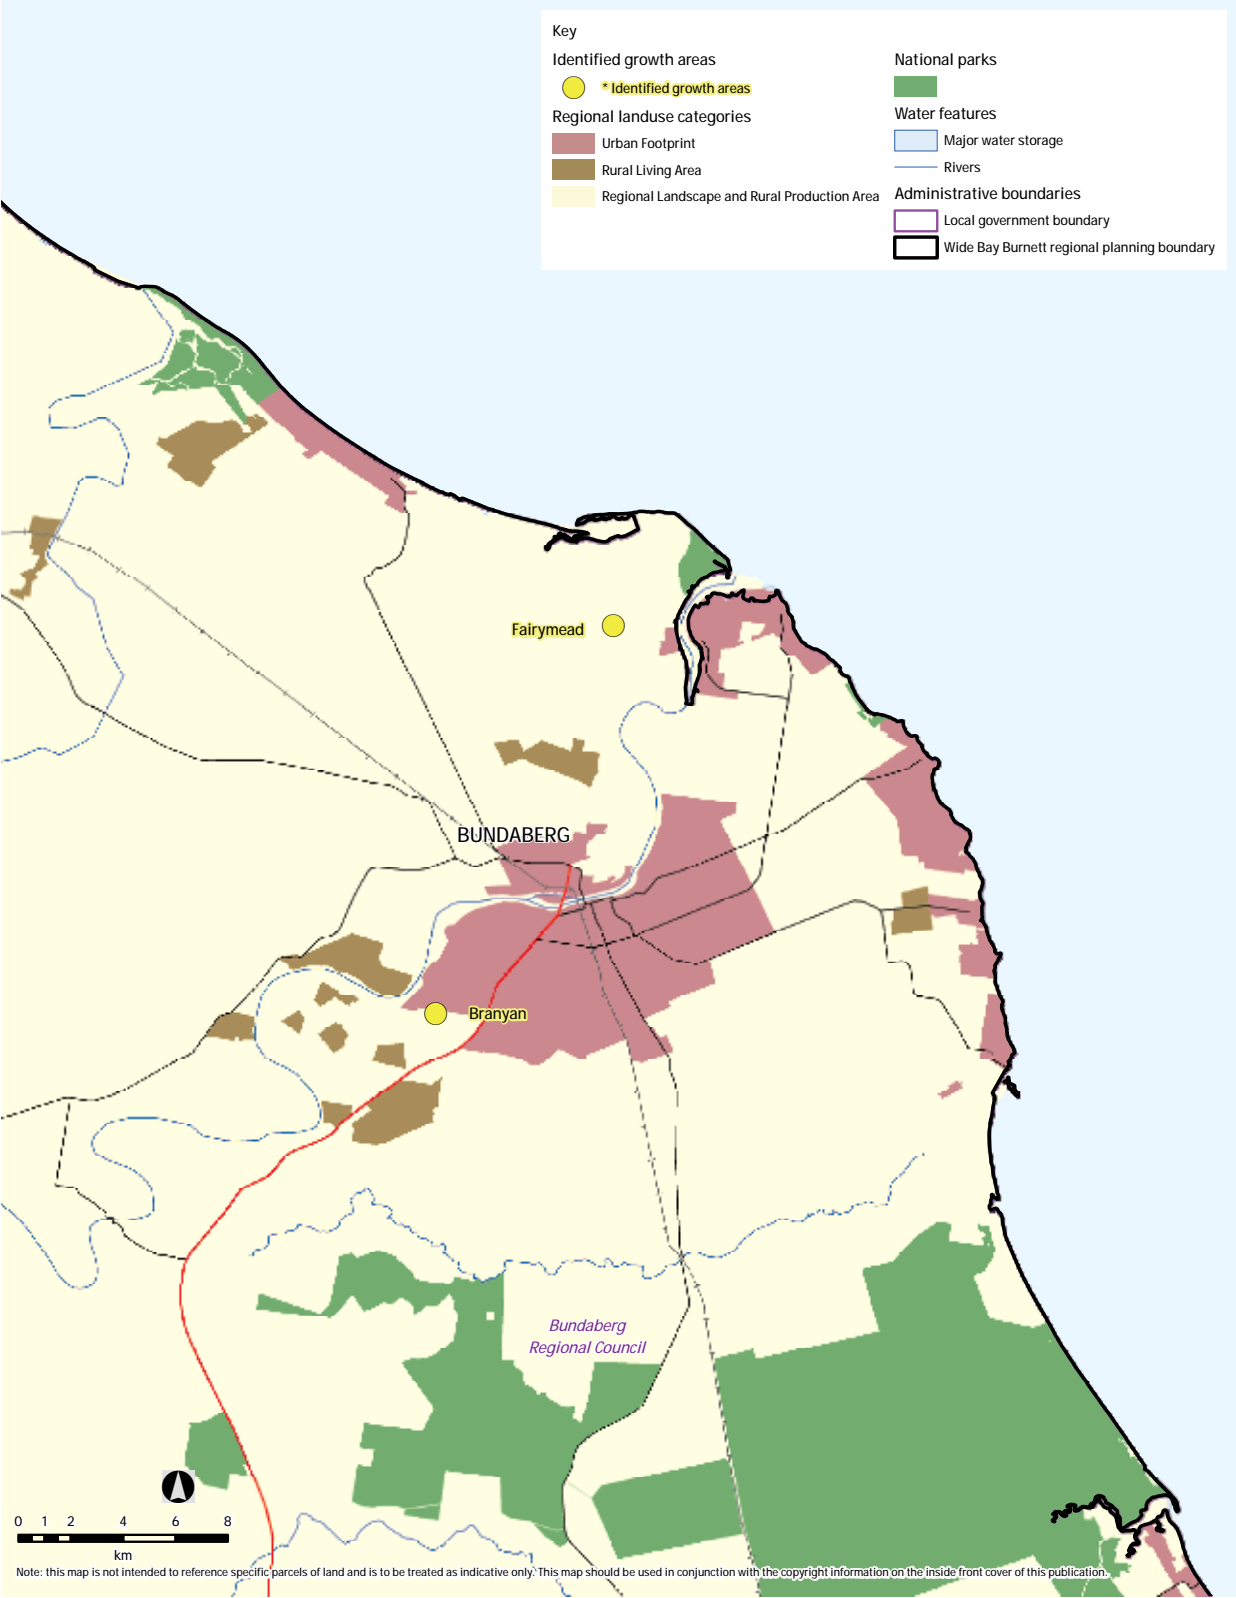 Key
Identified growth areas
* Identified growth areas
Regional landuse categories
Urban Footprint
Rural Living Area
Regional Landscape and Rural Production Area
National parks
Water features
Major water storage
Rivers
Administrative boundaries
Local government boundary
Wide Bay Burnett regional planning boundary
Fairymead
BUNDABERG
Branyan
Bundaberg
Regional Council
0 1 2 4 6 8
km
Note: this map is not intended to reference specific parcels of land and is to be treated as indicative only. This map should be used in conjunction with the copyright information on the inside front cover of this publication.